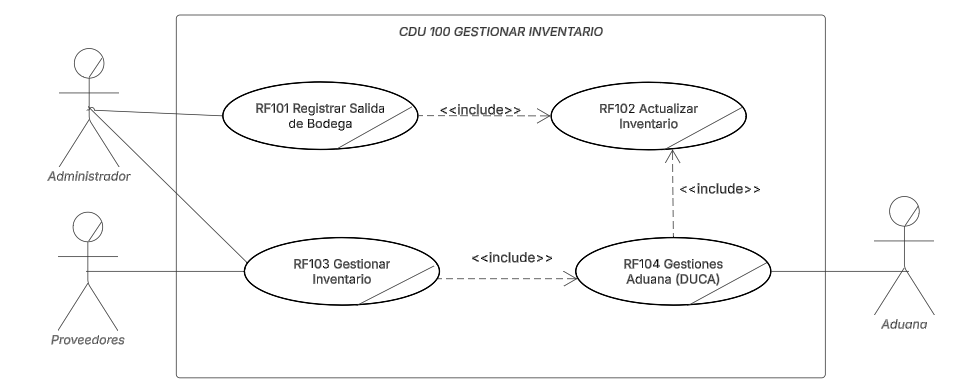 CDU 100 GESTIONAR INVENTARIO
RF101 Registrar Salida
de Bodega
<<include>>
RF102 Actualizar
Inventario
Administrador
<<include>>
RF103 Gestionar
Inventario
<<include>>
RF104 Gestiones
Aduana (DUCA)
Proveedores
Aduana